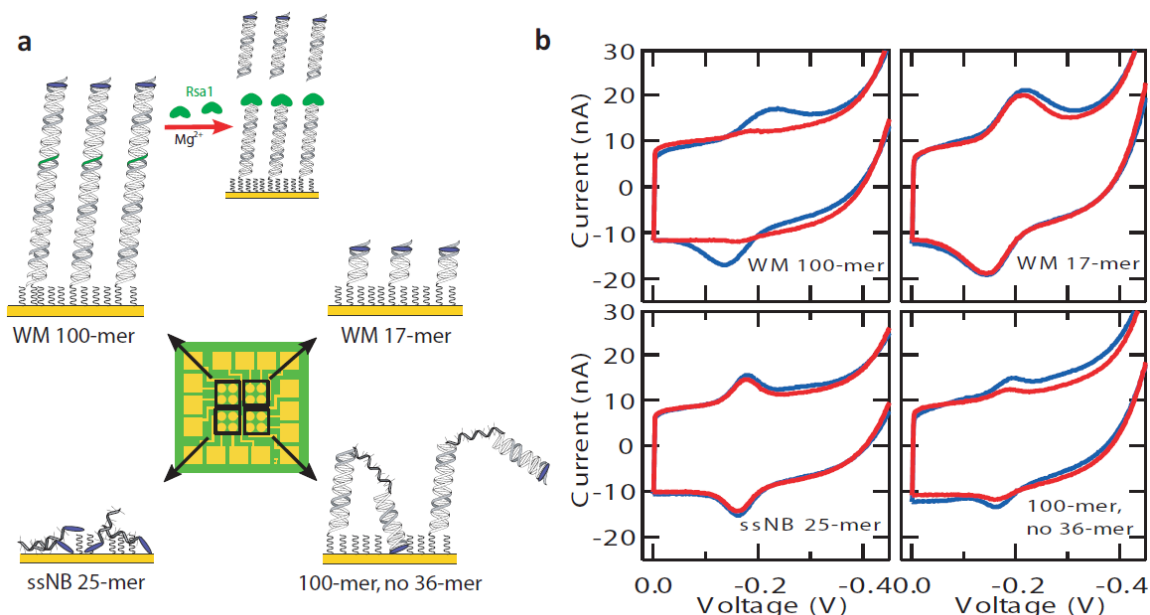 a
Rsa1
Mg2+
WM 100-mer
WM 17-mer
ssNB 25-mer
100-mer, no 36-mer
b
30
20
10
0
-10
-20
Current (nA)
WM 100-mer
WM 17-mer
30
20
10
0
-10
-20
Current (nA)
ssNB 25-mer
100-mer,
no 36-mer
0.0
-0.2
-0.4
0.0
-0.2
-0.4
Voltage (V)
Voltage (V)